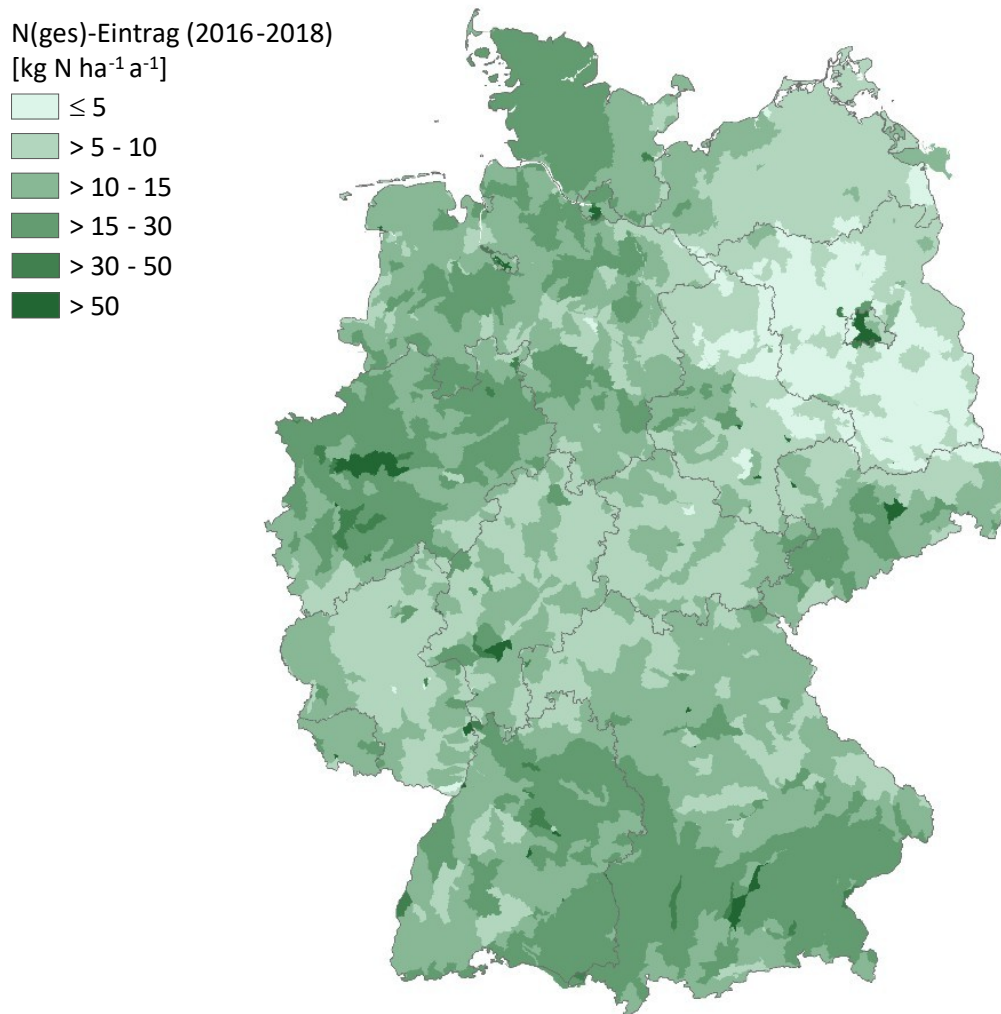 N(ges)-Eintrag (2016-2018)
[kg N ha⁻¹ a⁻¹]
≤ 5
> 5 - 10
> 10 - 15
> 15 - 30
> 30 - 50
> 50